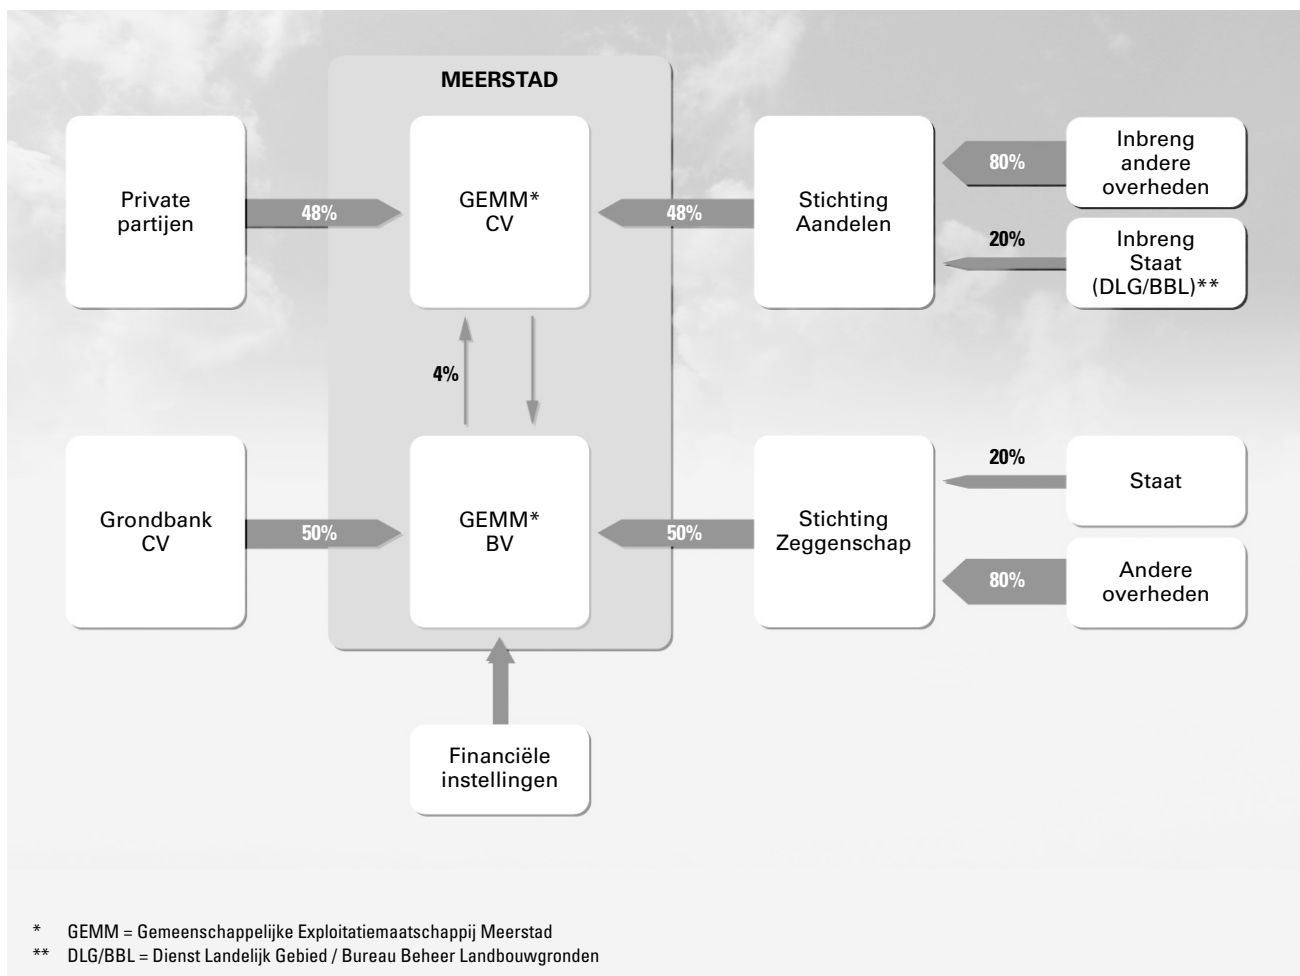 MEERSTAD
Private
partijen
48%
GEMM*
CV
48%
Stichting
Aandelen
80%
Inbreng
andere
overheden
20%
Inbreng
Staat
(DLG/BBL)**
4%
Grondbank
CV
50%
GEMM*
BV
50%
Stichting
Zeggenschap
20%
Staat
80%
Andere
overheden
Financiële
instellingen
* GEMM = Gemeenschappelijke Exploitatiemaatschappij Meerstad
** DLG/BBL = Dienst Landelijk Gebied / Bureau Beheer Landbouwgronden